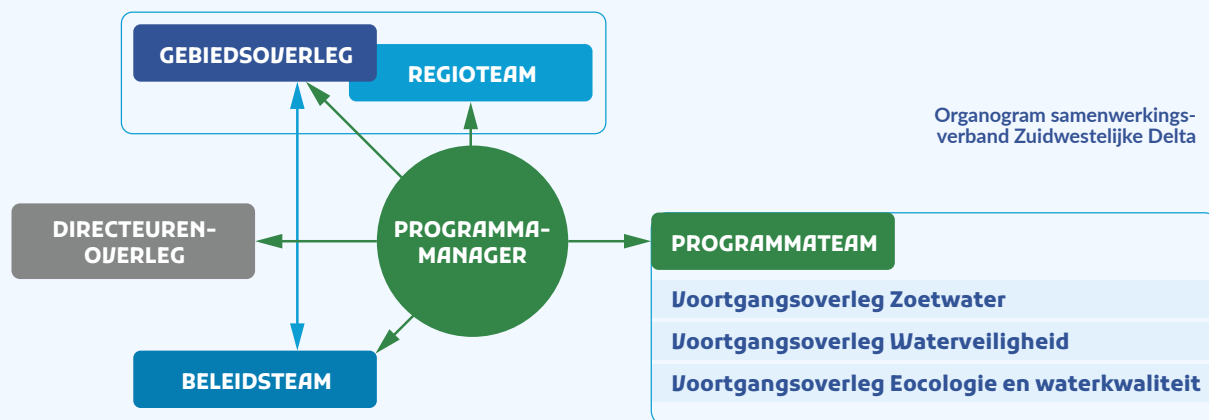 GEBIEDSOVERLEG
REGIOTEAM
Organogram samenwerkings-
verband Zuidwestelijke Delta
DIRECTEUREN-
OVERLEG
PROGRAMMA-
MANAGER
PROGRAMMATEAM
Voortgangsoverleg Zoetwater
Voortgangsoverleg Waterveiligheid
Voortgangsoverleg Eocologie en waterkwaliteit
BELEIDSTEAM